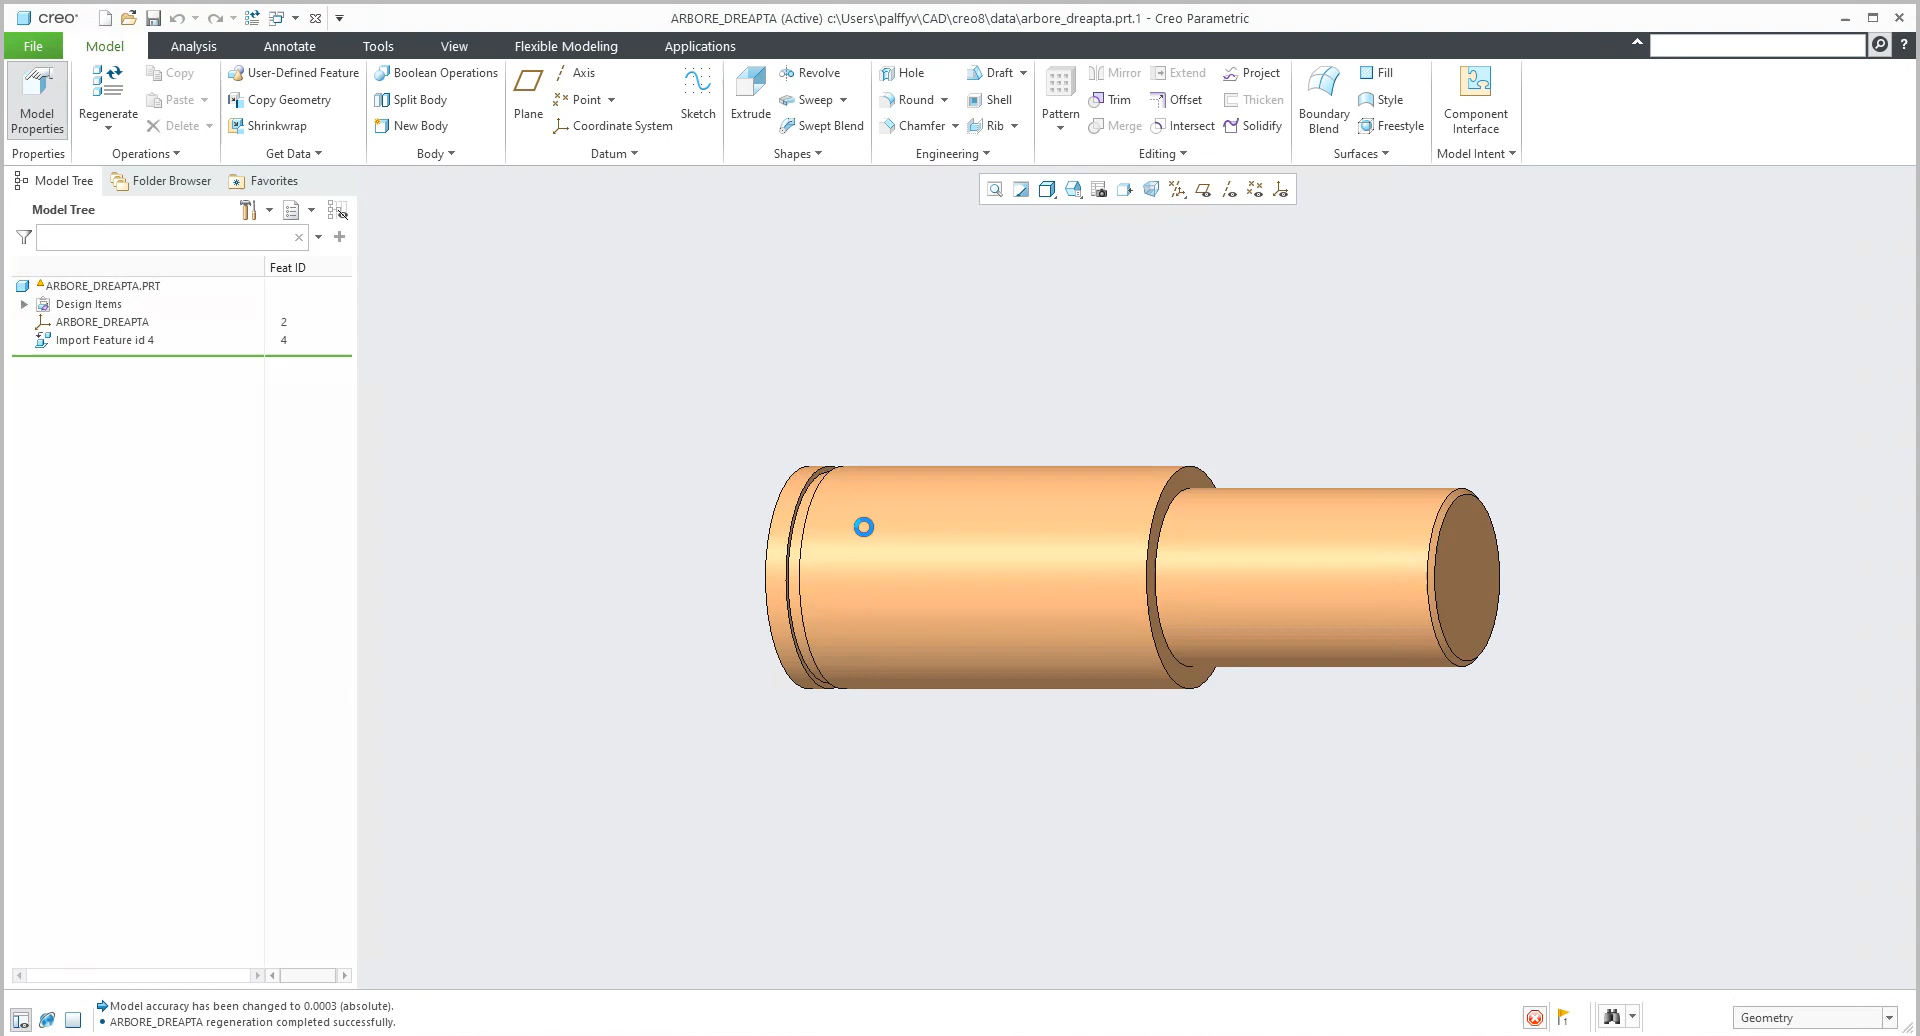 creo
ARBORE_DREAPTA (Active) c:\Users\palffyv\CAD\creo8\data\arbore_dreapta.prt.1 - Creo Parametric
File Model Analysis Annotate Tools View Flexible Modeling Applications ?
Model Properties
Properties
Regenerate
Copy
Paste
Delete
Operations
User-Defined Feature
Copy Geometry
Shrinkwrap
Get Data
Boolean Operations
Split Body
New Body
Body
Plane
Axis
Point
Coordinate System
Sketch
Datum
Extrude
Revolve
Sweep
Swept Blend
Shapes
Hole
Round
Chamfer
Draft
Shell
Rib
Engineering
Pattern
Mirror
Trim
Merge
Extend
Offset
Intersect
Project
Thicken
Solidify
Editing
Boundary Blend
Fill
Style
Freestyle
Surfaces
Component Interface
Model Intent
Model Tree Folder Browser Favorites
Model Tree
Feat ID
ARBORE_DREAPTA.PRT
Design Items
ARBORE_DREAPTA 2
Import Feature id 4 4
Model accuracy has been changed to 0.0003 (absolute).
ARBORE_DREAPTA regeneration completed successfully.
1
Geometry